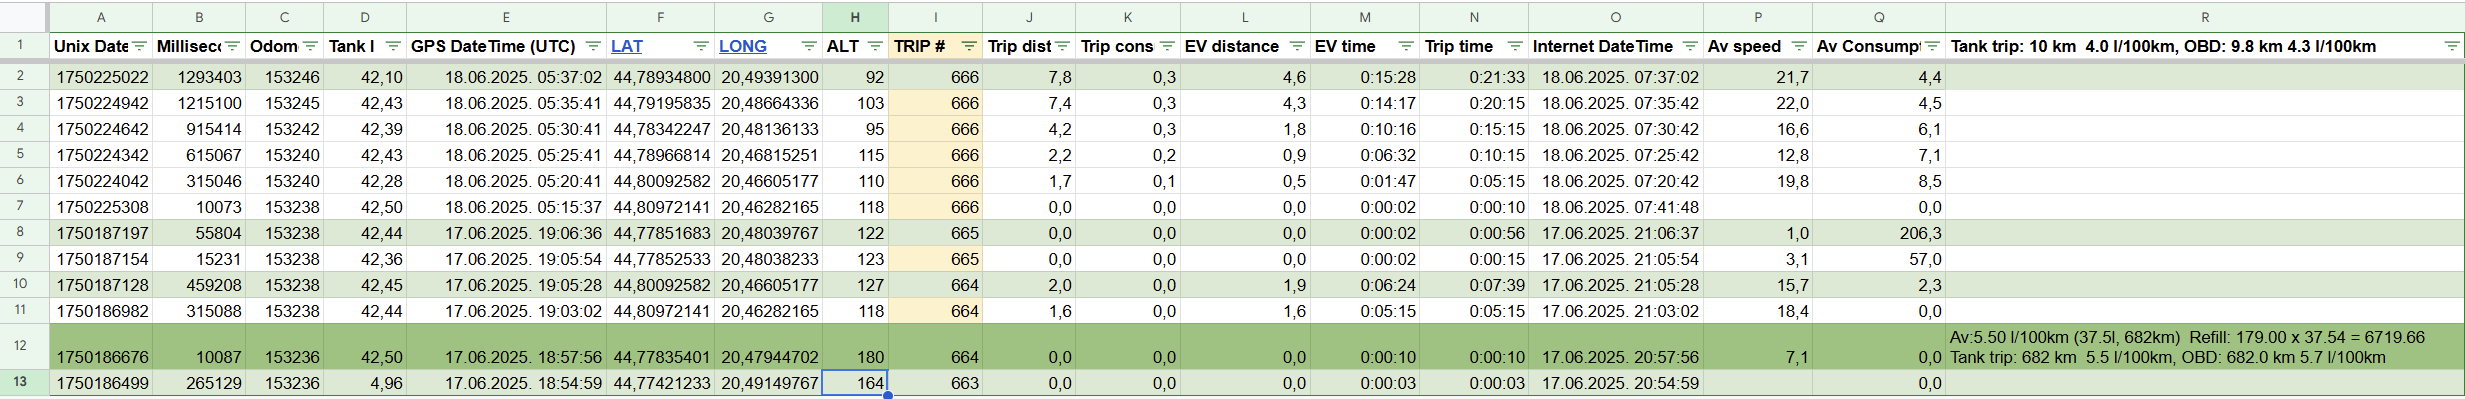 A B C D E F G H I J K L M N O P Q R
1 Unix Date Millisec Odom Tank l GPS DateTime (UTC) LAT LONG ALT TRIP # Trip dist Trip cons EV distance EV time Trip time Internet DateTime Av speed Av Consumpt Tank trip: 10 km 4.0 l/100km, OBD: 9.8 km 4.3 l/100km
2 1750225022 1293403 153246 42,10 18.06.2025. 05:37:02 44,78934800 20,49391300 92 666 7,8 0,3 4,6 0:15:28 0:21:33 18.06.2025. 07:37:02 21,7 4,4
3 1750224942 1215100 153245 42,43 18.06.2025. 05:35:41 44,79195835 20,48664336 103 666 7,4 0,3 4,3 0:14:17 0:20:15 18.06.2025. 07:35:42 22,0 4,5
4 1750224642 915414 153242 42,39 18.06.2025. 05:30:41 44,78342247 20,48136133 95 666 4,2 0,3 1,8 0:10:16 0:15:15 18.06.2025. 07:30:42 16,6 6,1
5 1750224342 615067 153240 42,43 18.06.2025. 05:25:41 44,78966814 20,46815251 115 666 2,2 0,2 0,9 0:06:32 0:10:15 18.06.2025. 07:25:42 12,8 7,1
6 1750224042 315046 153240 42,28 18.06.2025. 05:20:41 44,80092582 20,46605177 110 666 1,7 0,1 0,5 0:01:47 0:05:15 18.06.2025. 07:20:42 19,8 8,5
7 1750225308 10073 153238 42,50 18.06.2025. 05:15:37 44,80972141 20,46282165 118 666 0,0 0,0 0,0 0:00:02 0:00:10 18.06.2025. 07:41:48 0,0
8 1750187197 55804 153238 42,44 17.06.2025. 19:06:36 44,77851683 20,48039767 122 665 0,0 0,0 0,0 0:00:02 0:00:56 17.06.2025. 21:06:37 1,0 206,3
9 1750187154 15231 153238 42,36 17.06.2025. 19:05:54 44,77852533 20,48038233 123 665 0,0 0,0 0,0 0:00:02 0:00:15 17.06.2025. 21:05:54 3,1 57,0
10 1750187128 459208 153238 42,45 17.06.2025. 19:05:28 44,80092582 20,46605177 127 664 2,0 0,0 1,9 0:06:24 0:07:39 17.06.2025. 21:05:28 15,7 2,3
11 1750186982 315088 153238 42,44 17.06.2025. 19:03:02 44,80972141 20,46282165 118 664 1,6 0,0 1,6 0:05:15 0:05:15 17.06.2025. 21:03:02 18,4 0,0
Av:5.50 l/100km (37.5l, 682km) Refill: 179.00 x 37.54 = 6719.66
12 1750186676 10087 153236 42,50 17.06.2025. 18:57:56 44,77835401 20,47944702 180 664 0,0 0,0 0,0 0:00:10 0:00:10 17.06.2025. 20:57:56 7,1 0,0 Tank trip: 682 km 5.5 l/100km, OBD: 682.0 km 5.7 l/100km
13 1750186499 265129 153236 4,96 17.06.2025. 18:54:59 44,77421233 20,49149767 164 663 0,0 0,0 0,0 0:00:03 0:00:03 17.06.2025. 20:54:59 0,0